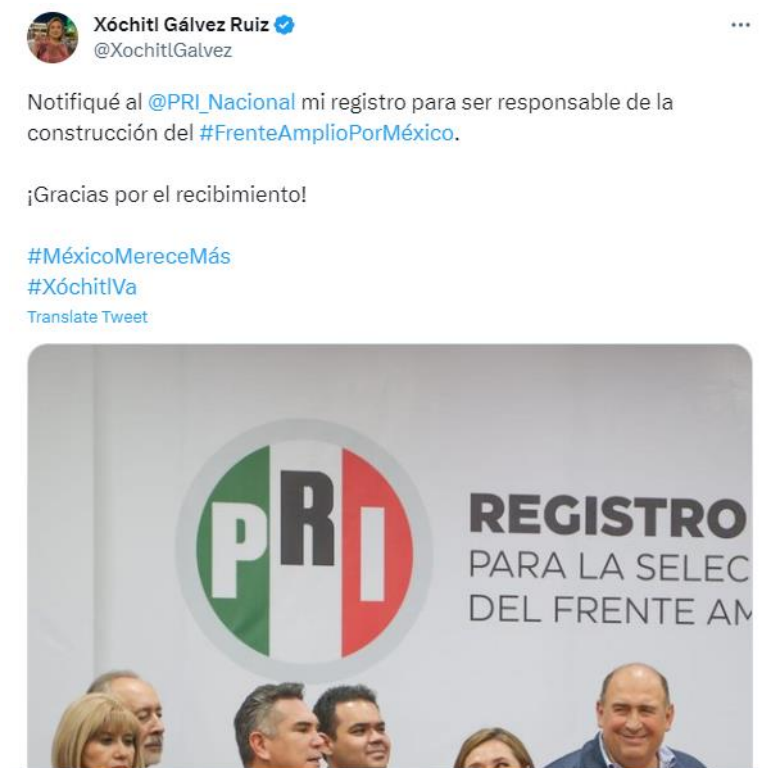 Xóchitl Gálvez Ruiz
@XochitlGalvez
Notifiqué al @PRI_Nacional mi registro para ser responsable de la
construcción del #FrenteAmplioPorMéxico.
¡Gracias por el recibimiento!
#MéxicoMereceMás
#XóchitlVa
Translate Tweet
PRI
REGISTRO
PARA LA SELEC
DEL FRENTE AM